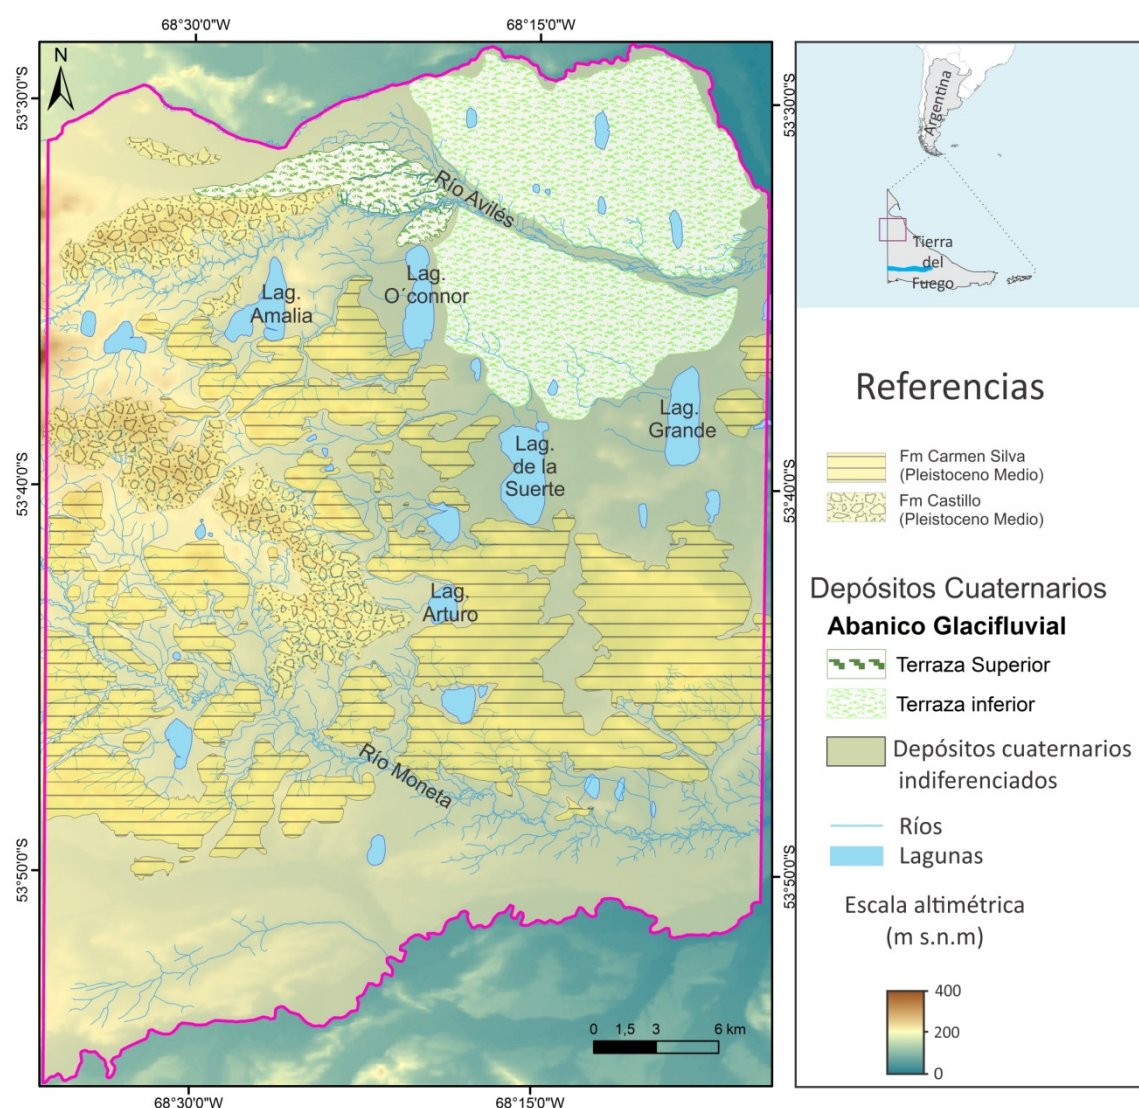 68°30'0"W
68°15'0"W
N
53°30'0"S
53°30'0"S
Río Avilés
Lag.
O´connor
Lag.
Amalia
Lag.
Grande
Lag.
de la
Suerte
53°40'0"S
53°40'0"S
Lag.
Arturo
Río Moneta
53°50'0"S
53°50'0"S
0 1,5 3 6 km
68°30'0"W
68°15'0"W
Argentina
Tierra
del
Fuego
Referencias
Fm Carmen Silva
(Pleistoceno Medio)
Fm Castillo
(Pleistoceno Medio)
Depósitos Cuaternarios
Abanico Glacifluvial
Terraza Superior
Terraza inferior
Depósitos cuaternarios
indiferenciados
Ríos
Lagunas
Escala altimétrica
(m s.n.m)
400
200
0